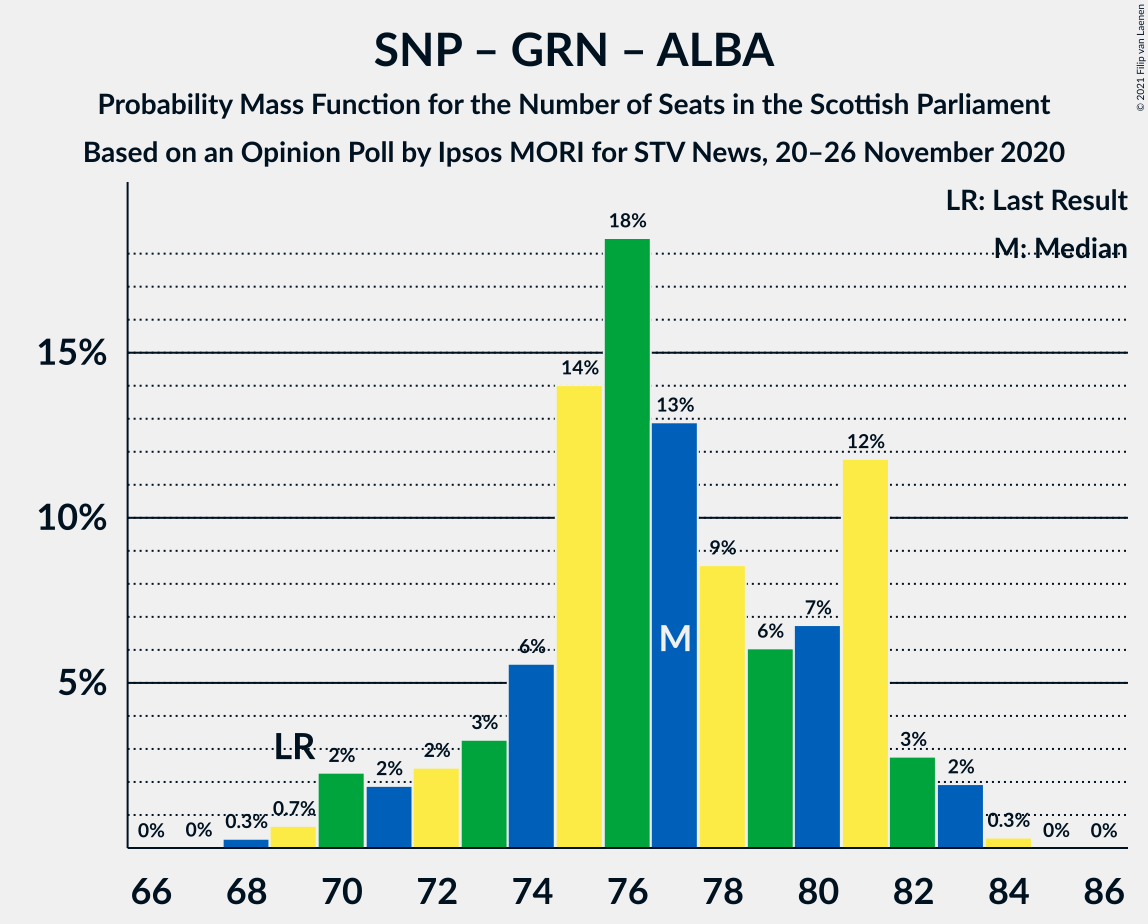 SNP – GRN – ALBA
Probability Mass Function for the Number of Seats in the Scottish Parliament
Based on an Opinion Poll by Ipsos MORI for STV News, 20–26 November 2020
© 2021 Filip van Laenen
LR: Last Result
M: Median
15%
10%
5%
0%
0%
0.3%
0.7%
LR
2%
2%
2%
3%
6%
14%
18%
13%
M
9%
6%
7%
12%
3%
2%
0.3%
0%
0%
66 68 70 72 74 76 78 80 82 84 86